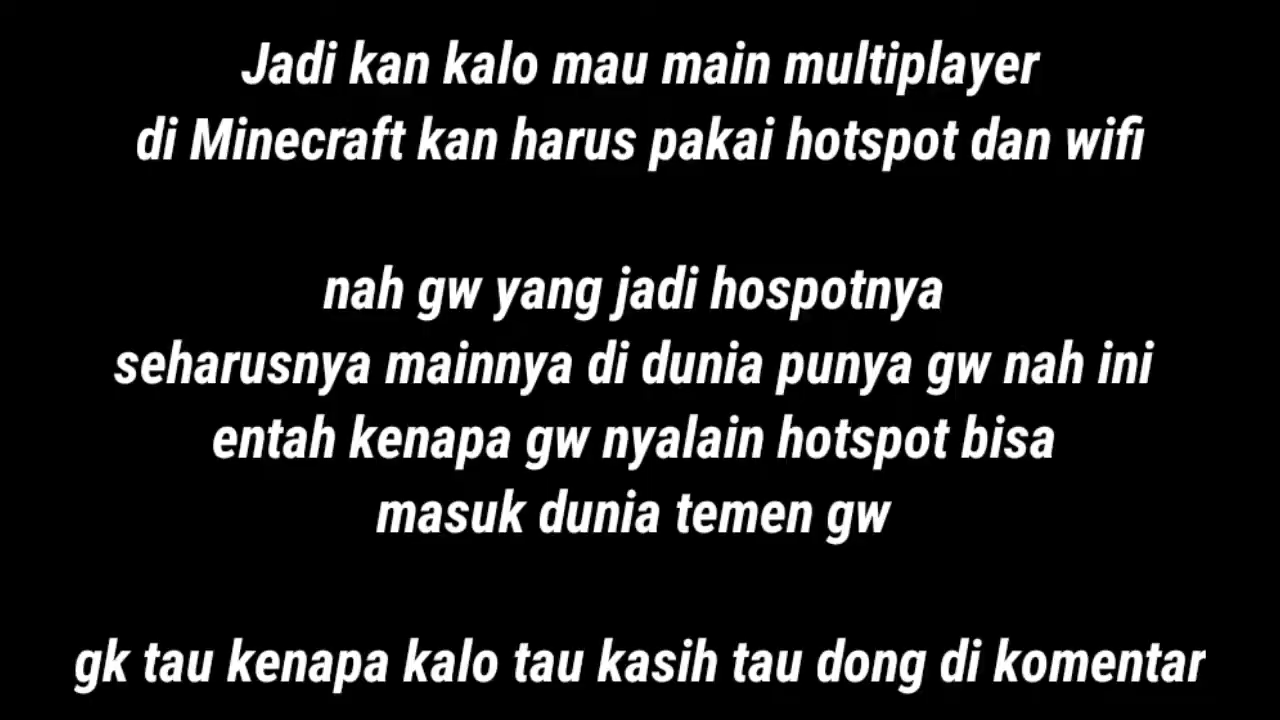 Jadi kan kalo mau main multiplayer
di Minecraft kan harus pakai hotspot dan wifi
nah gw yang jadi hospotnya
seharusnya mainnya di dunia punya gw nah ini
entah kenapa gw nyalain hotspot bisa
masuk dunia temen gw
gk tau kenapa kalo tau kasih tau dong di komentar